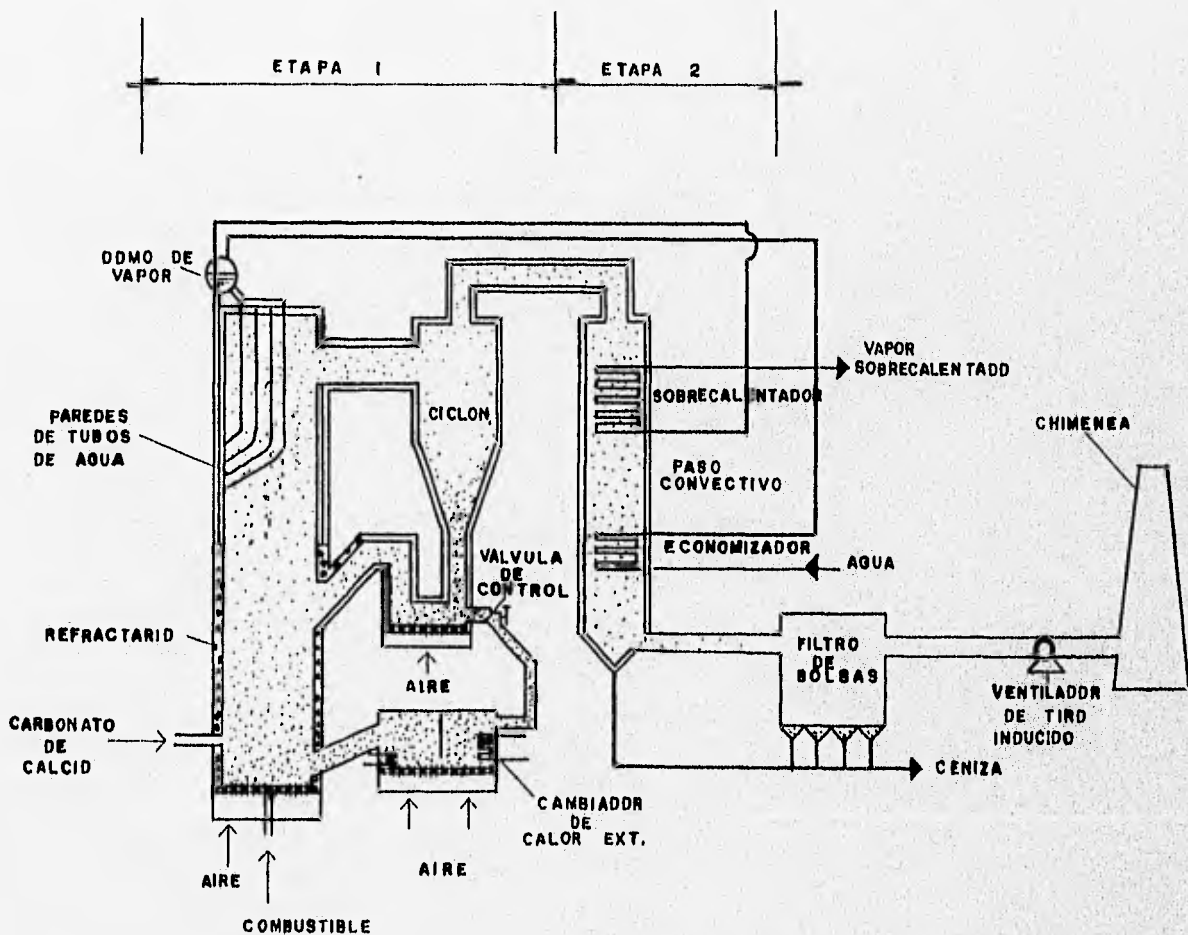 ETAPA 1
ETAPA 2
DOMO DE
VAPOR
VAPOR
SOBRECALENTADO
SOBRECALENTADOR
CICLON
PAREDES
DE TUBOS
DE AGUA
CHIMENEA
PASO
CONVECTIVO
VALVULA
DE
CONTROL
ECONOMIZADOR
AGUA
REFRACTARIO
FILTRO
DE
BOLSAS
AIRE
VENTILADOR
DE TIRO
INDUCIDO
CARBONATO
DE
CALCIO
CENIZA
CAMBIADOR
DE
CALOR EXT.
AIRE
AIRE
COMBUSTIBLE